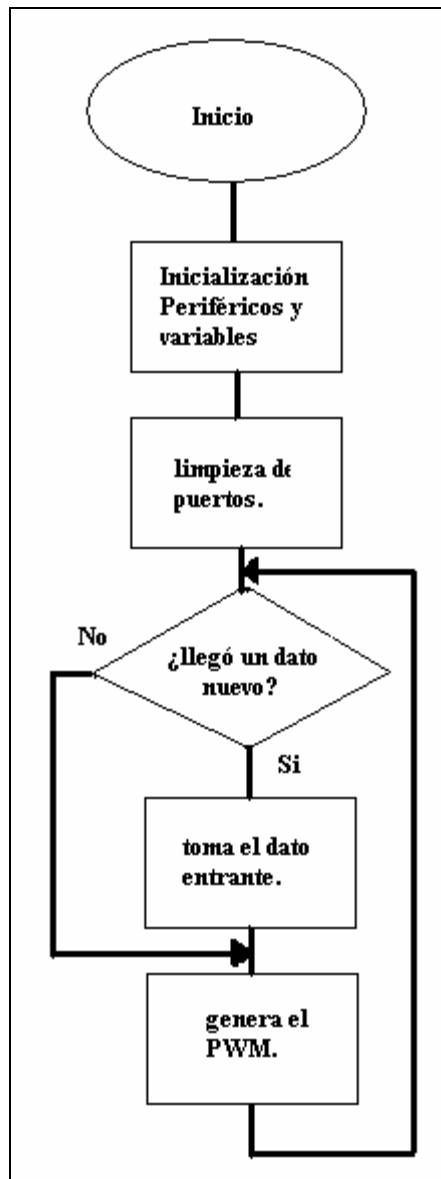 Inicio
Inicialización
Periféricos y
variables
limpieza de
puertos.
No
¿llegó un dato
nuevo?
Si
toma el dato
entrante.
genera el
PWM.